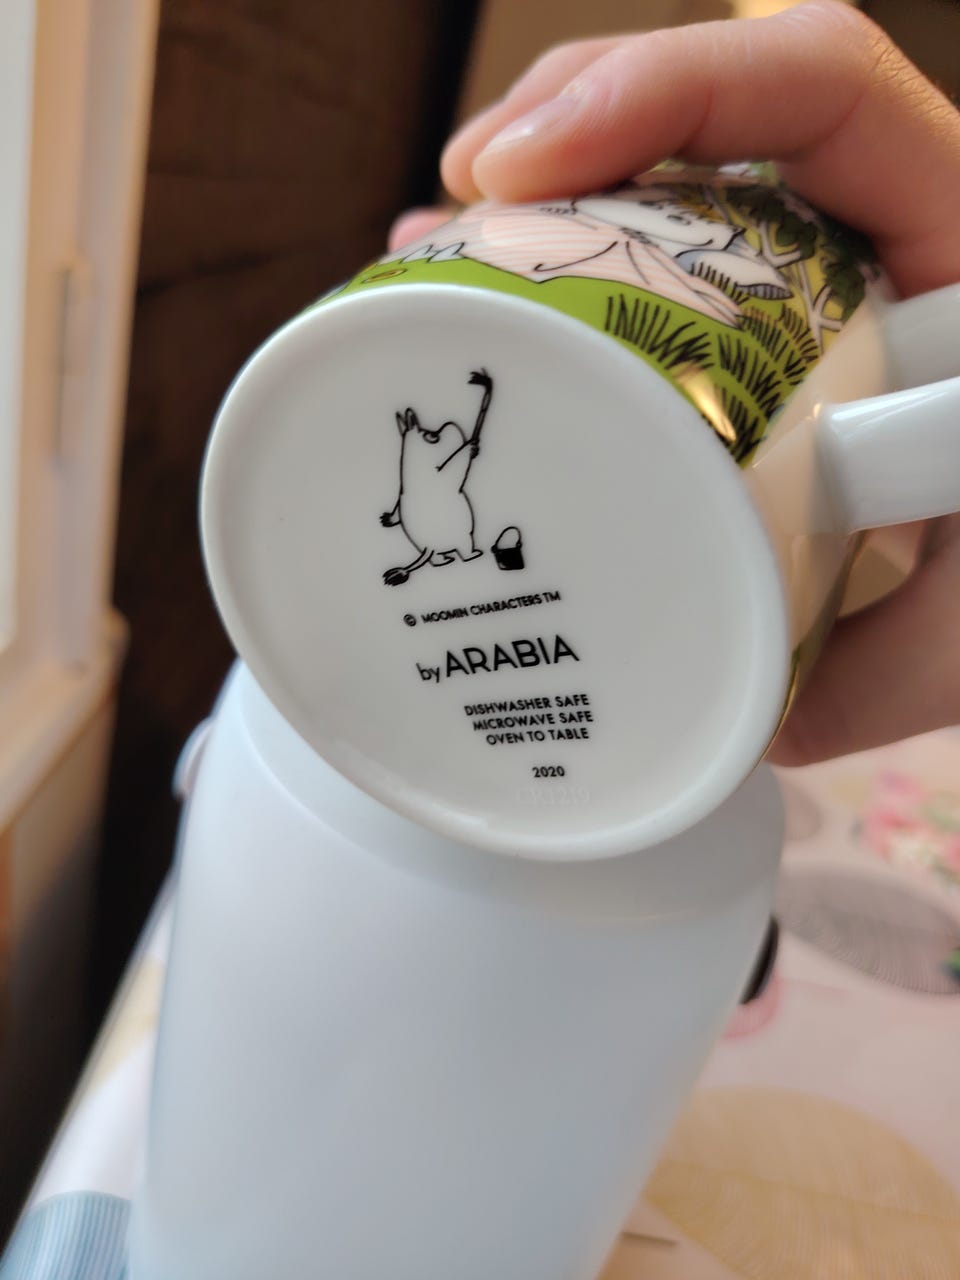 © MOOMIN CHARACTERS TM
by ARABIA
DISHWASHER SAFE
MICROWAVE SAFE
OVEN TO TABLE
2020